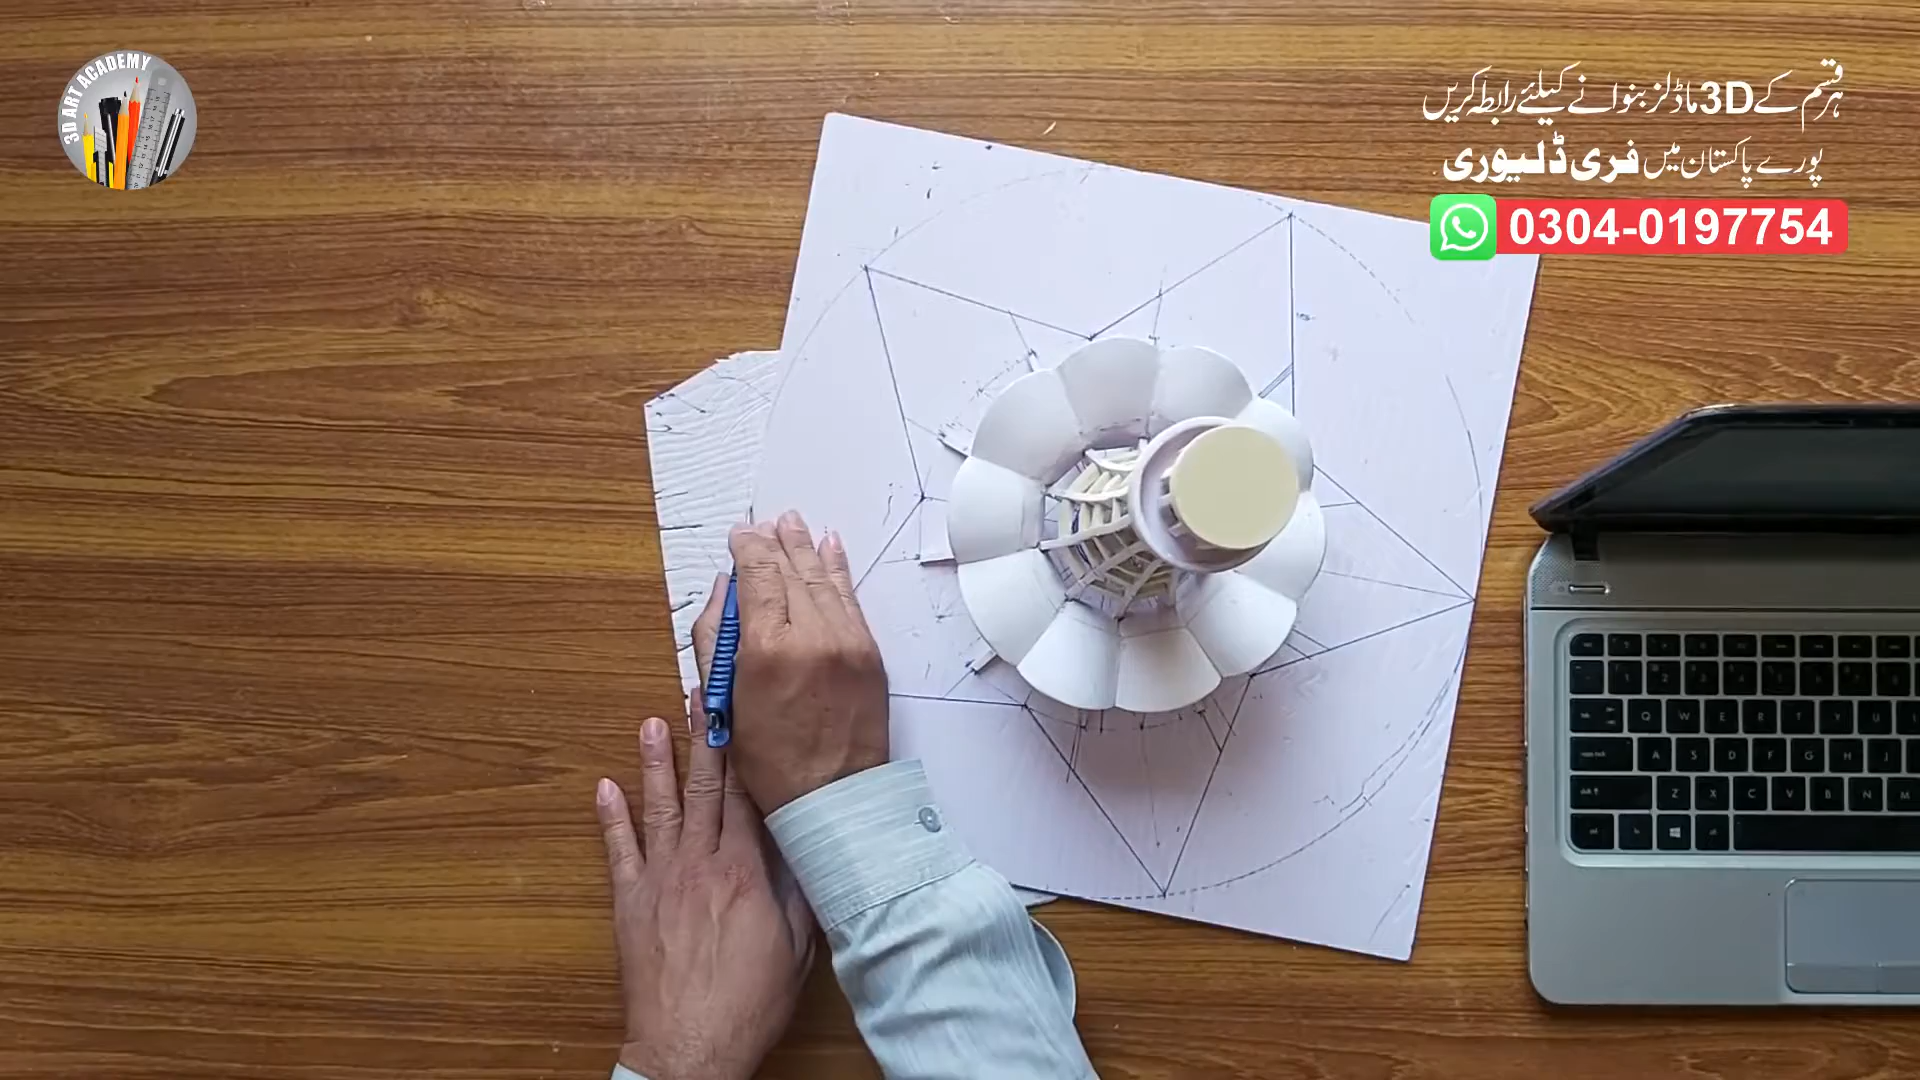 3D ART ACADEMY
ہر قسم کے 3D ماڈلز بنوانے کیلئے رابطہ کریں
پورے پاکستان میں فری ڈلیوری
0304-0197754
Q W E R T Y U I
A S D F G H J
Z X C V B N M